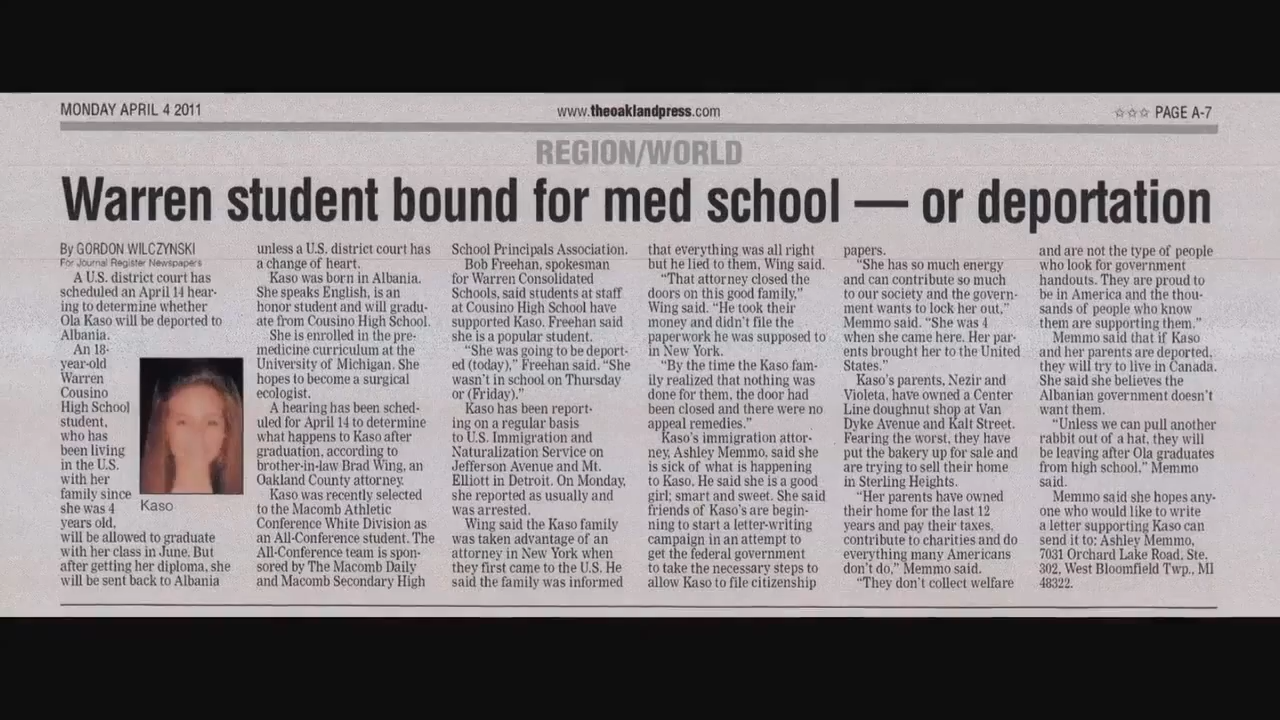 MONDAY APRIL 4 2011
www.theoaklandpress.com
☆☆☆ PAGE A-7
REGION/WORLD
Warren student bound for med school — or deportation
By GORDON WILCZYNSKI
For Journal Register Newspapers
A U.S. district court has
scheduled an April 14 hear-
ing to determine whether
Ola Kaso will be deported to
Albania.
An 18-
year-old
Warren
Cousino
High School
student,
who has
been living
in the U.S.
with her
family since
she was 4
years old,
will be allowed to graduate
with her class in June. But
after getting her diploma, she
will be sent back to Albania
Kaso
unless a U.S. district court has
a change of heart.
Kaso was born in Albania.
She speaks English, is an
honor student and will gradu-
ate from Cousino High School.
She is enrolled in the pre-
medicine curriculum at the
University of Michigan. She
hopes to become a surgical
ecologist.
A hearing has been sched-
uled for April 14 to determine
what happens to Kaso after
graduation, according to
brother-in-law Brad Wing, an
Oakland County attorney.
Kaso was recently selected
to the Macomb Athletic
Conference White Division as
an All-Conference student. The
All-Conference team is spon-
sored by The Macomb Daily
and Macomb Secondary High
School Principals Association.
Bob Freehan, spokesman
for Warren Consolidated
Schools, said students at staff
at Cousino High School have
supported Kaso. Freehan said
she is a popular student.
"She was going to be deport-
ed (today)," Freehan said. "She
wasn't in school on Thursday
or (Friday)."
Kaso has been report-
ing on a regular basis
to U.S. Immigration and
Naturalization Service on
Jefferson Avenue and Mt.
Elliott in Detroit. On Monday,
she reported as usually and
was arrested.
Wing said the Kaso family
was taken advantage of an
attorney in New York when
they first came to the U.S. He
said the family was informed
that everything was all right
but he lied to them, Wing said.
"That attorney closed the
doors on this good family,"
Wing said. "He took their
money and didn't file the
paperwork he was supposed to
in New York.
"By the time the Kaso fam-
ily realized that nothing was
done for them, the door had
been closed and there were no
appeal remedies."
Kaso's immigration attor-
ney, Ashley Memmo, said she
is sick of what is happening
to Kaso. He said she is a good
girl; smart and sweet. She said
friends of Kaso's are begin-
ning to start a letter-writing
campaign in an attempt to
get the federal government
to take the necessary steps to
allow Kaso to file citizenship
papers.
"She has so much energy
and can contribute so much
to our society and the govern-
ment wants to lock her out,"
Memmo said. "She was 4
when she came here. Her par-
ents brought her to the United
States."
Kaso's parents, Nezir and
Violeta, have owned a Center
Line doughnut shop at Van
Dyke Avenue and Kalt Street.
Fearing the worst, they have
put the bakery up for sale and
are trying to sell their home
in Sterling Heights.
"Her parents have owned
their home for the last 12
years and pay their taxes,
contribute to charities and do
everything many Americans
don't do," Memmo said.
"They don't collect welfare
and are not the type of people
who look for government
handouts. They are proud to
be in America and the thou-
sands of people who know
them are supporting them."
Memmo said that if Kaso
and her parents are deported,
they will try to live in Canada.
She said she believes the
Albanian government doesn't
want them.
"Unless we can pull another
rabbit out of a hat, they will
be leaving after Ola graduates
from high school," Memmo
said.
Memmo said she hopes any-
one who would like to write
a letter supporting Kaso can
send it to: Ashley Memmo,
7031 Orchard Lake Road, Ste.
302, West Bloomfield Twp., MI
48322.